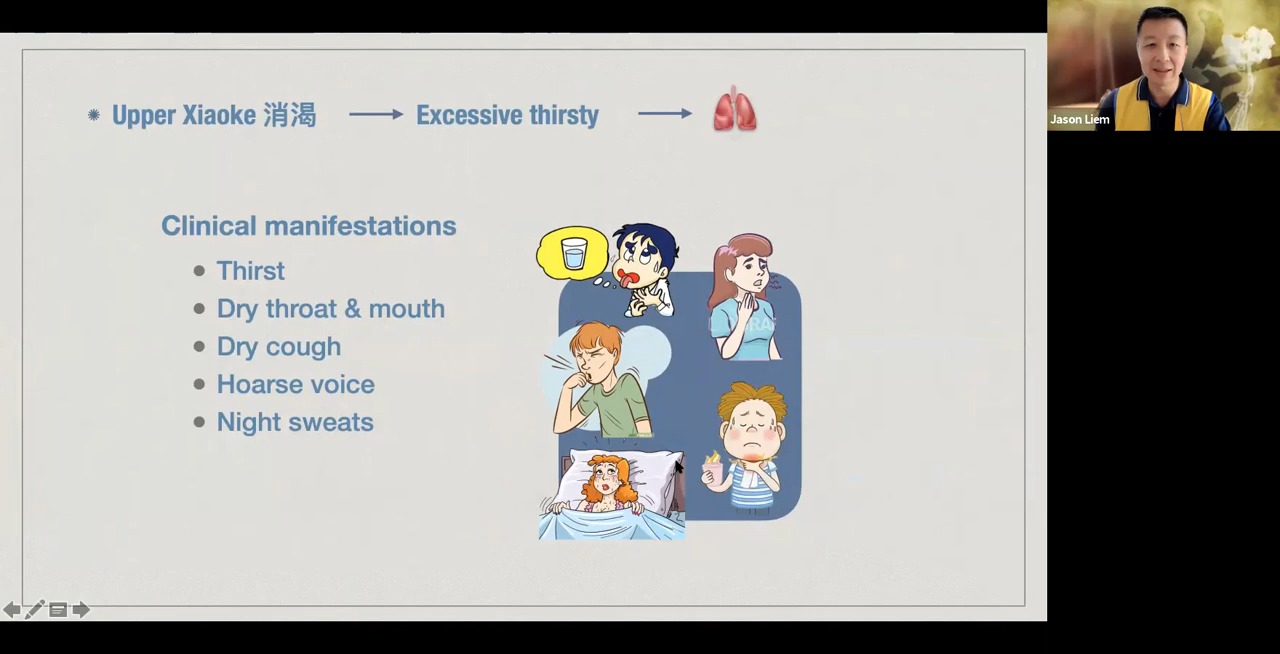 Upper Xiaoke 消渴
Excessive thirsty
Clinical manifestations
Thirst
Dry throat & mouth
Dry cough
Hoarse voice
Night sweats
Jason Liem